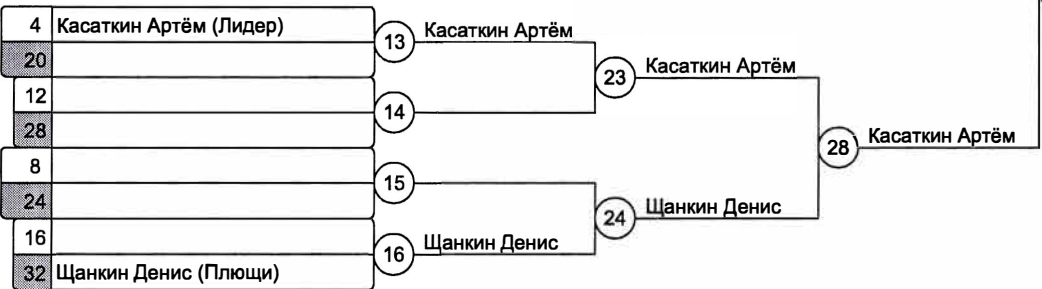 4 Касаткин Артём (Лидер)
20
12
28
8
24
16
32 Щанкин Денис (Плющи)
13 Касаткин Артём
14
15
16 Щанкин Денис
23 Касаткин Артём
24 Щанкин Денис
28 Касаткин Артём